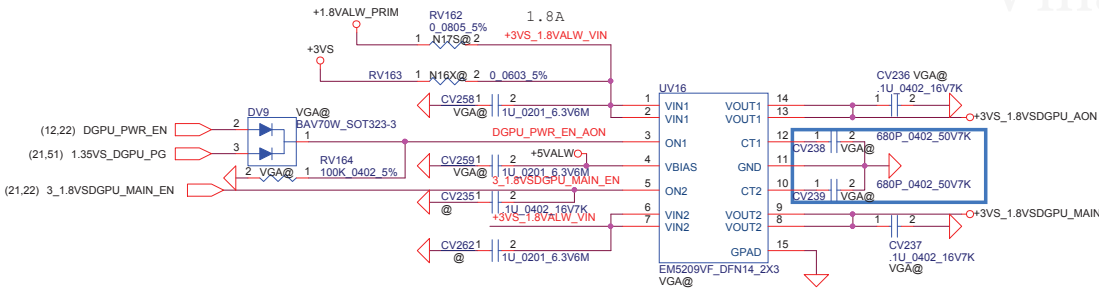 +1.8VALW_PRIM
RV162
0_0805_5%
1 N17S@ 2
1.8A
+3VS_1.8VALW_VIN
+3VS
RV163
1 N16X@ 2
0_0603_5%
CV258 1 2
VGA@ 1U_0201_6.3V6M
UV16
1 VIN1
2 VIN1
3 ON1
4 VBIAS
5 ON2
6 VIN2
7 VIN2
VOUT1 14
VOUT1 13
CT1 12
GND 11
CT2 10
VOUT2 9
VOUT2 8
GPAD 15
EM5209VF_DFN14_2X3
VGA@
CV236 VGA@
.1U_0402_16V7K
1 2
+3VS_1.8VSDGPU_AON
1 2 680P_0402_50V7K
CV238 VGA@
1 2 680P_0402_50V7K
CV239 VGA@
+3VS_1.8VSDGPU_MAIN
1 2
CV237
.1U_0402_16V7K
VGA@
DV9 VGA@
BAV70W_SOT323-3
(12,22) DGPU_PWR_EN 2
1
(21,51) 1.35VS_DGPU_PG 3
DGPU_PWR_EN_AON
RV164
2 VGA@ 1 100K_0402_5%
(21,22) 3_1.8VSDGPU_MAIN_EN
+5VALW
CV259 1 2
VGA@ 1U_0201_6.3V6M
3_1.8VSDGPU_MAIN_EN
CV235 1 2
@ 1U_0402_16V7K
+3VS_1.8VALW_VIN
CV262 1 2
@ 1U_0201_6.3V6M